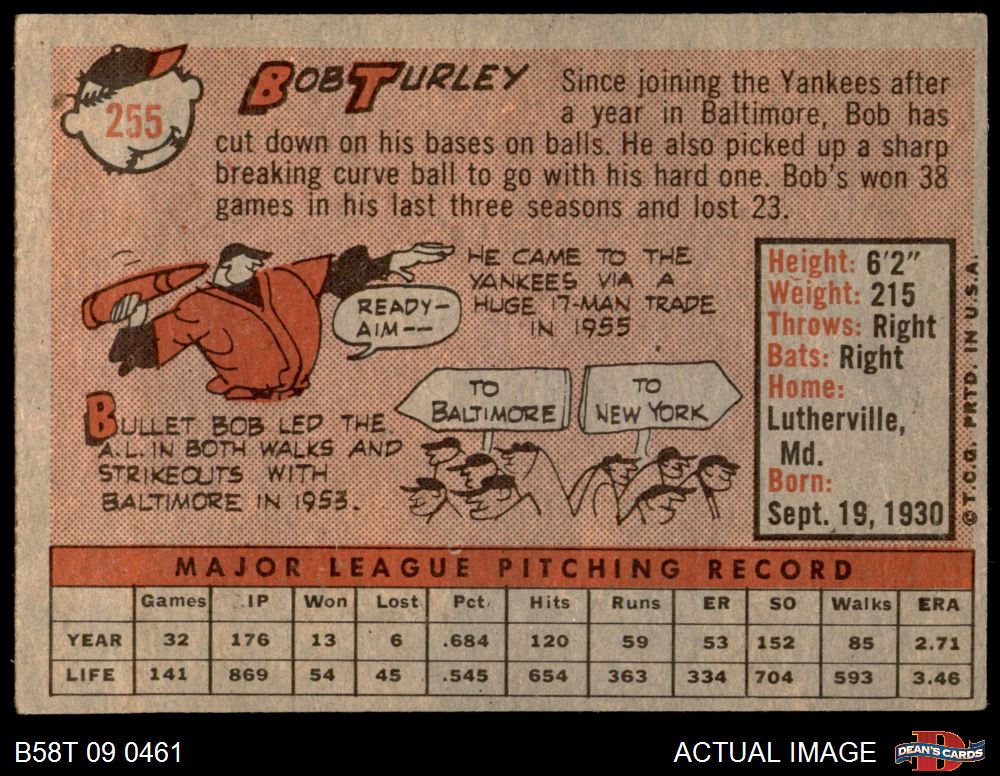 255
BOB TURLEY
Since joining the Yankees after
a year in Baltimore, Bob has
cut down on his bases on balls. He also picked up a sharp
breaking curve ball to go with his hard one. Bob's won 38
games in his last three seasons and lost 23.
HE CAME TO THE
YANKEES VIA A
HUGE 17-MAN TRADE
IN 1955
READY-
AIM--
TO
BALTIMORE
TO
NEW YORK
BULLET BOB LED THE
A.L. IN BOTH WALKS AND
STRIKEOUTS WITH
BALTIMORE IN 1953.
Height: 6'2"
Weight: 215
Throws: Right
Bats: Right
Home:
Lutherville,
Md.
Born:
Sept. 19, 1930
© T.C.G. PRTD. IN U.S.A.
MAJOR LEAGUE PITCHING RECORD
Games IP Won Lost Pct. Hits Runs ER SO Walks ERA
YEAR 32 176 13 6 .684 120 59 53 152 85 2.71
LIFE 141 869 54 45 .545 654 363 334 704 593 3.46
B58T 09 0461
ACTUAL IMAGE
DEAN'S CARDS